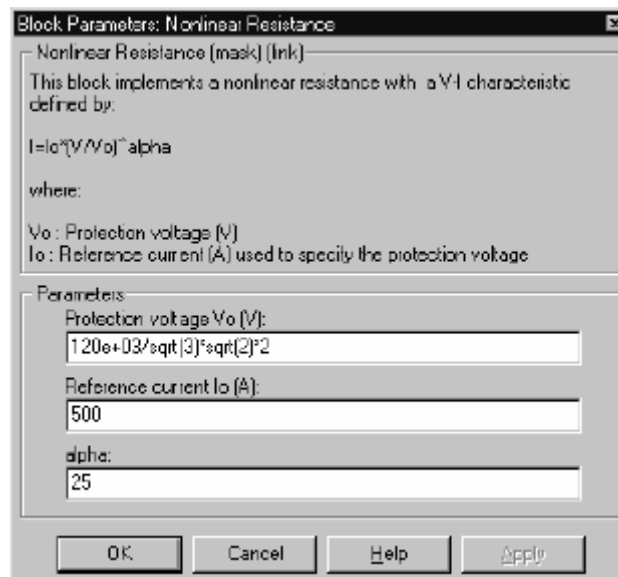 Block Parameters: Nonlinear Resistance
Nonlinear Resistance (mask) (link)
This block implements a nonlinear resistance with a V-I characteristic
defined by:
I=Io*(V/Vo)^alpha
where:
Vo : Protection voltage (V)
Io : Reference current (A) used to specify the protection voltage
Parameters
Protection voltage Vo (V):
120e+03/sqrt(3)*sqrt(2)*2
Reference current Io (A):
500
alpha:
25
OK Cancel Help Apply